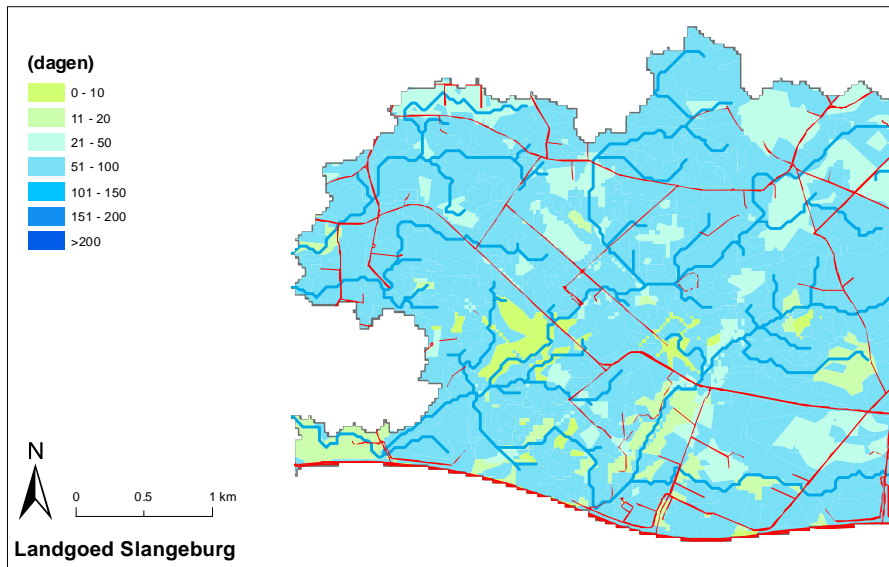 (dagen)
0 - 10
11 - 20
21 - 50
51 - 100
101 - 150
151 - 200
>200
N
0 0.5 1 km
Landgoed Slangeburg